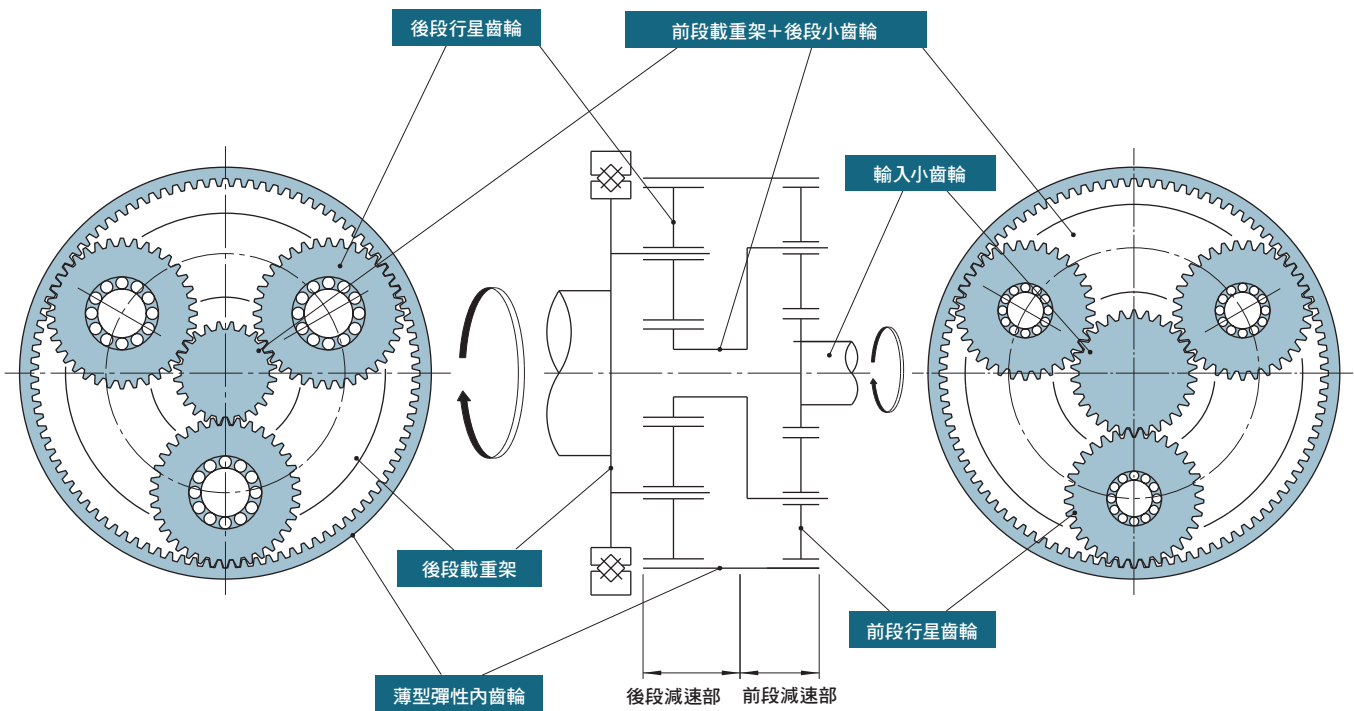 後段行星齒輪
前段載重架＋後段小齒輪
輸入小齒輪
後段載重架
前段行星齒輪
薄型彈性內齒輪
後段減速部
前段減速部